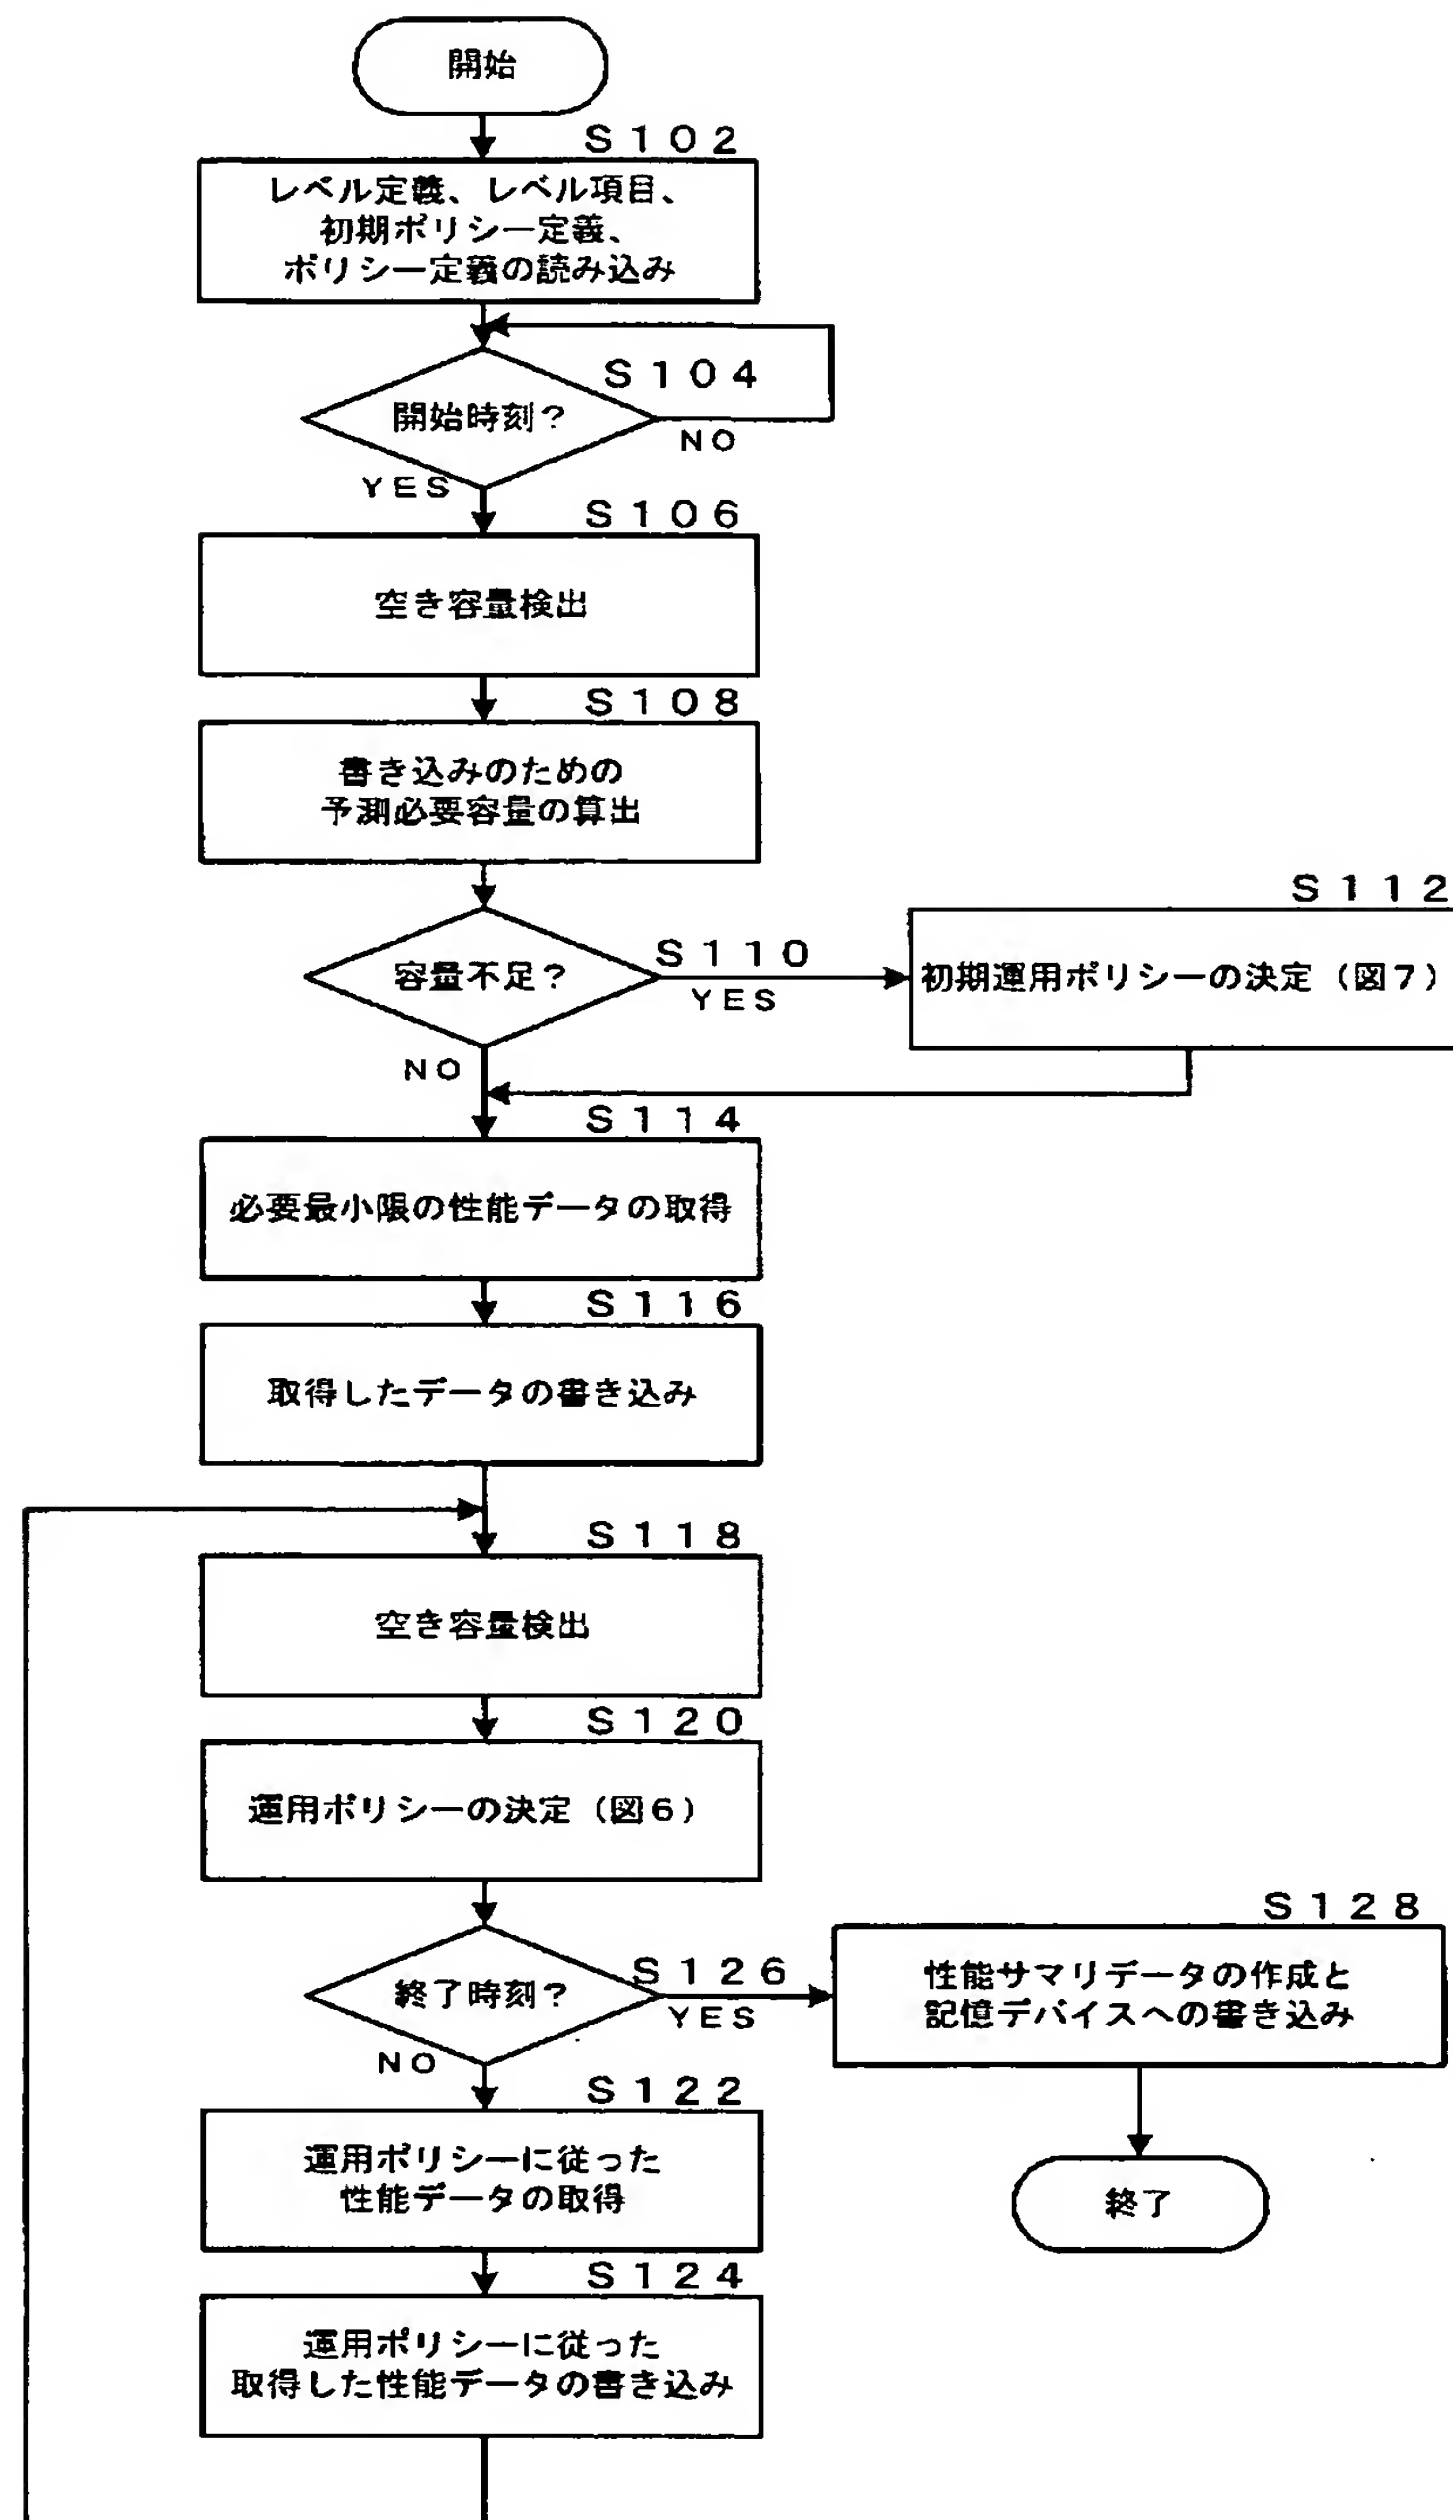 開始
S102
レベル定義、レベル項目、
初期ポリシー定義、
ポリシー定義の読み込み
S104
開始時刻？
NO
YES
S106
空き容量検出
S108
書き込みのための
予測必要容量の算出
S112
S110
容量不足？
初期運用ポリシーの決定（図７）
YES
NO
S114
必要最小限の性能データの取得
S116
取得したデータの書き込み
S118
空き容量検出
S120
運用ポリシーの決定（図６）
S128
S126
終了時刻？
YES
性能サマリデータの作成と
記憶デバイスへの書き込み
NO
S122
運用ポリシーに従った
性能データの取得
終了
S124
運用ポリシーに従った
取得した性能データの書き込み